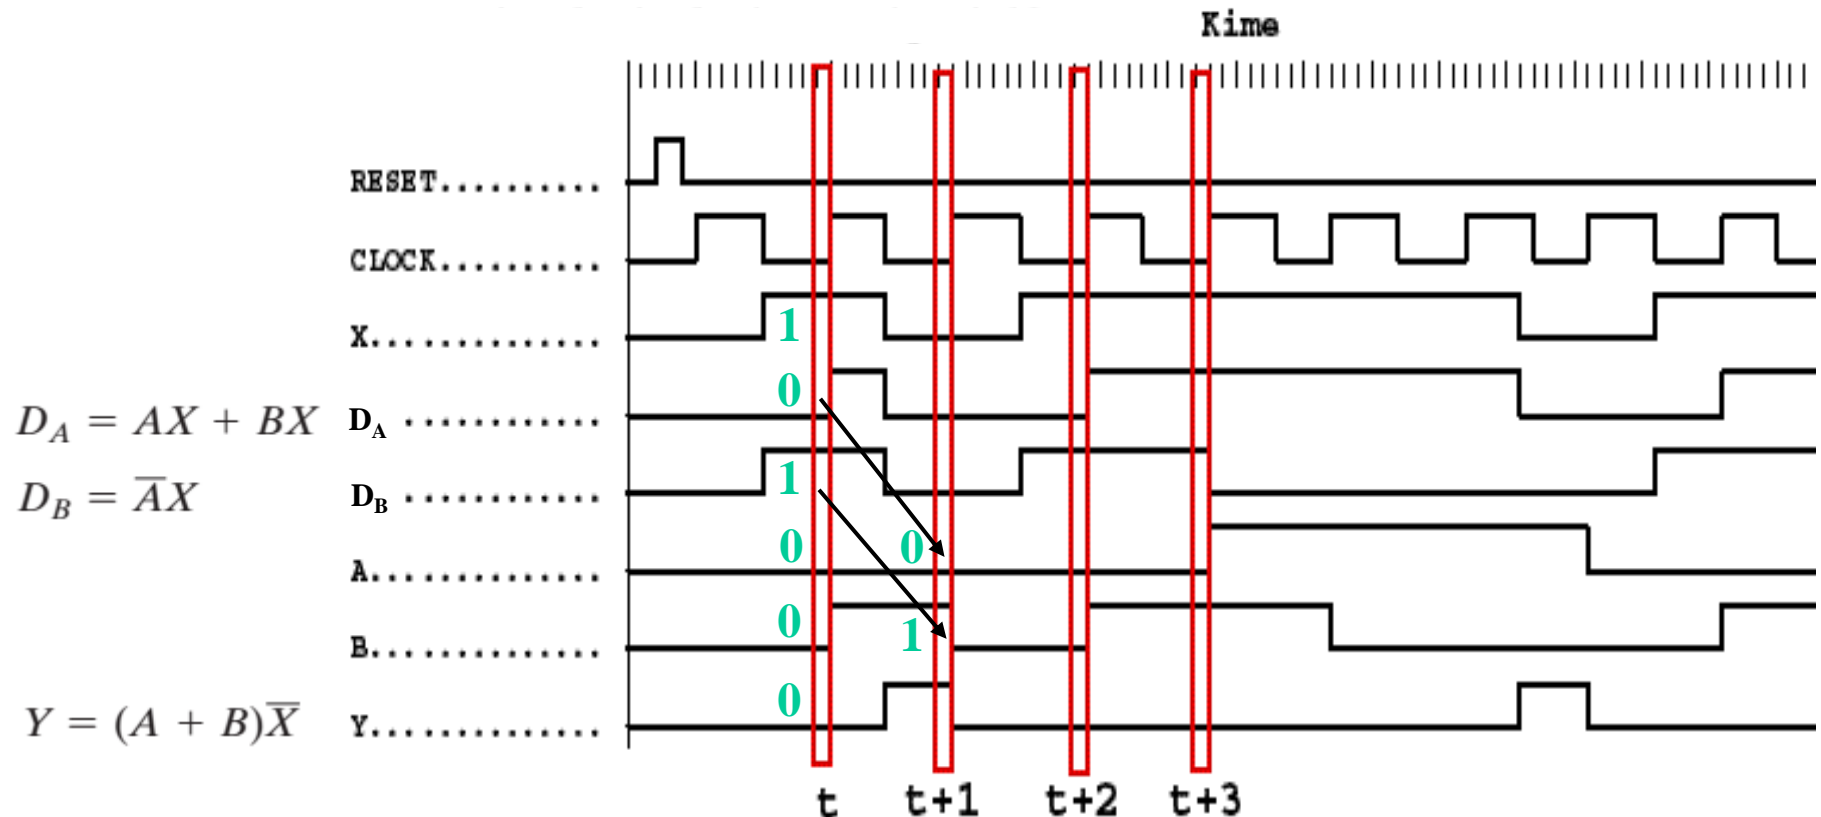 Kime
RESET..........
CLOCK..........
X.............
1
0
D_A = AX + BX D_A ............
1
D_B = A̅X D_B ............
0 0
A.............
0 1
B.............
0
Y = (A + B)X̅ Y.............
t t+1 t+2 t+3